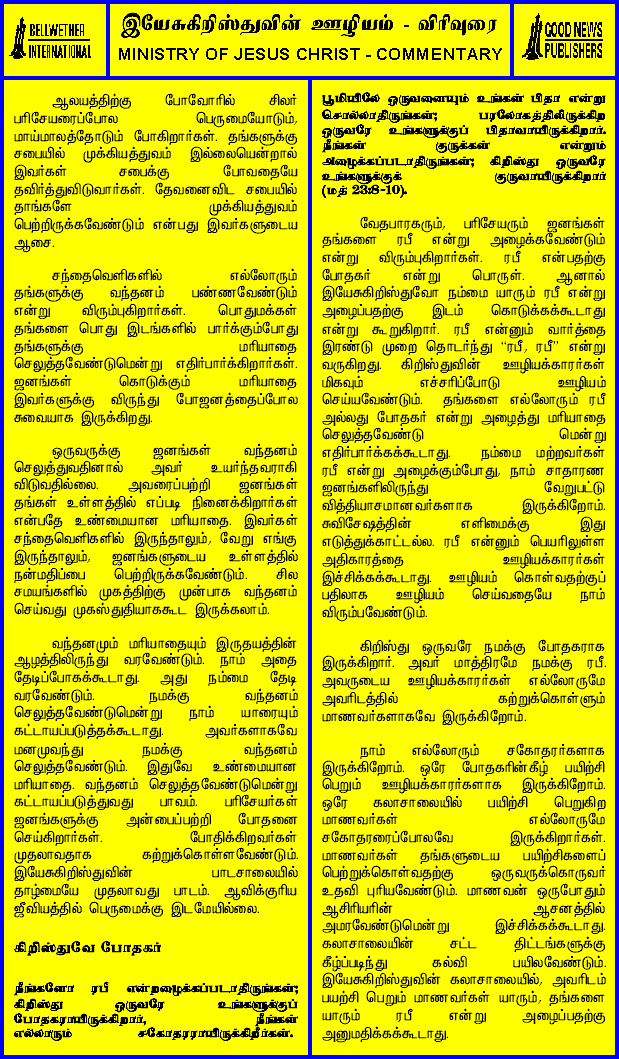 BELLWETHER
INTERNATIONAL
இயேசுகிறிஸ்துவின் ஊழியம் - விரிவுரை
MINISTRY OF JESUS CHRIST - COMMENTARY
GOOD NEWS
PUBLISHERS
ஆலயத்திற்கு போவோரில் சிலர்
பரிசேயரைப்போல பெருமையோடும்,
மாய்மாலத்தோடும் போகிறார்கள். தங்களுக்கு
சபையில் முக்கியத்துவம் இல்லையென்றால்
இவர்கள் சபைக்கு போவதையே
தவிர்த்துவிடுவார்கள். தேவனைவிட சபையில்
தாங்களே முக்கியத்துவம்
பெற்றிருக்கவேண்டும் என்பது இவர்களுடைய
ஆசை.
சந்தைவெளிகளில் எல்லோரும்
தங்களுக்கு வந்தனம் பண்ணவேண்டும்
என்று விரும்புகிறார்கள். பொதுமக்கள்
தங்களை பொது இடங்களில் பார்க்கும்போது
தங்களுக்கு மரியாதை
செலுத்தவேண்டுமென்று எதிர்பார்க்கிறார்கள்.
ஜனங்கள் கொடுக்கும் மரியாதை
இவர்களுக்கு விருந்து போஜனத்தைப்போல
சுவையாக இருக்கிறது.
ஒருவருக்கு ஜனங்கள் வந்தனம்
செலுத்துவதினால் அவர் உயர்ந்தவராகி
விடுவதில்லை. அவரைப்பற்றி ஜனங்கள்
தங்கள் உள்ளத்தில் எப்படி நினைக்கிறார்கள்
என்பதே உண்மையான மரியாதை. இவர்கள்
சந்தைவெளிகளில் இருந்தாலும், வேறு எங்கு
இருந்தாலும், ஜனங்களுடைய உள்ளத்தில்
நன்மதிப்பை பெற்றிருக்கவேண்டும். சில
சமயங்களில் முகத்திற்கு முன்பாக வந்தனம்
செய்வது முகஸ்துதியாககூட இருக்கலாம்.
வந்தனமும் மரியாதையும் இருதயத்தின்
ஆழத்திலிருந்து வரவேண்டும். நாம் அதை
தேடிப்போகக்கூடாது. அது நம்மை தேடி
வரவேண்டும். நமக்கு வந்தனம்
செலுத்தவேண்டுமென்று நாம் யாரையும்
கட்டாயப்படுத்தக்கூடாது. அவர்களாகவே
மனமுவந்து நமக்கு வந்தனம்
செலுத்தவேண்டும். இதுவே உண்மையான
மரியாதை. வந்தனம் செலுத்தவேண்டுமென்று
கட்டாயப்படுத்துவது பாவம். பரிசேயர்கள்
ஜனங்களுக்கு அன்பைப்பற்றி போதனை
செய்கிறார்கள். போதிக்கிறவர்கள்
முதலாவதாக கற்றுக்கொள்ளவேண்டும்.
இயேசுகிறிஸ்துவின் பாடசாலையில்
தாழ்மையே முதலாவது பாடம். ஆவிக்குரிய
ஜீவியத்தில் பெருமைக்கு இடமேயில்லை.
கிறிஸ்துவே போதகர்
நீங்களோ ரபீ என்றழைக்கப்படாதிருங்கள்;
கிறிஸ்து ஒருவரே உங்களுக்குப்
போதகராயிருக்கிறார், நீங்கள்
எல்லாரும் சகோதரராயிருக்கிறீர்கள்.
பூமியிலே ஒருவனையும் உங்கள் பிதா என்று
சொல்லாதிருங்கள்; பரலோகத்திலிருக்கிற
ஒருவரே உங்களுக்குப் பிதாவாயிருக்கிறார்.
நீங்கள் குருக்கள் என்றும்
அழைக்கப்படாதிருங்கள்; கிறிஸ்து ஒருவரே
உங்களுக்குக் குருவாயிருக்கிறார்
(மத் 23:8-10).
வேதபாரகரும், பரிசேயரும் ஜனங்கள்
தங்களை ரபீ என்று அழைக்கவேண்டும்
என்று விரும்புகிறார்கள். ரபீ என்பதற்கு
போதகர் என்று பொருள். ஆனால்
இயேசுகிறிஸ்துவோ நம்மை யாரும் ரபீ என்று
அழைப்பதற்கு இடம் கொடுக்கக்கூடாது
என்று கூறுகிறார். ரபீ என்னும் வார்த்தை
இரண்டு முறை தொடர்ந்து “ரபீ, ரபீ” என்று
வருகிறது. கிறிஸ்துவின் ஊழியக்காரர்கள்
மிகவும் எச்சரிப்போடு ஊழியம்
செய்யவேண்டும். தங்களை எல்லோரும் ரபீ
அல்லது போதகர் என்று அழைத்து மரியாதை
செலுத்தவேண்டு மென்று
எதிர்பார்க்கக்கூடாது. நம்மை மற்றவர்கள்
ரபீ என்று அழைக்கும்போது, நாம் சாதாரண
ஜனங்களிலிருந்து வேறுபட்டு
வித்தியாசமானவர்களாக இருக்கிறோம்.
சுவிசேஷத்தின் எளிமைக்கு இது
எடுத்துக்காட்டல்ல. ரபீ என்னும் பெயரிலுள்ள
அதிகாரத்தை ஊழியக்காரர்கள்
இச்சிக்கக்கூடாது. ஊழியம் கொள்வதற்குப்
பதிலாக ஊழியம் செய்வதையே நாம்
விரும்பவேண்டும்.
கிறிஸ்து ஒருவரே நமக்கு போதகராக
இருக்கிறார். அவர் மாத்திரமே நமக்கு ரபீ.
அவருடைய ஊழியக்காரர்கள் எல்லோருமே
அவரிடத்தில் கற்றுக்கொள்ளும்
மாணவர்களாகவே இருக்கிறோம்.
நாம் எல்லோரும் சகோதரர்களாக
இருக்கிறோம். ஒரே போதகரின்கீழ் பயிற்சி
பெறும் ஊழியக்காரர்களாக இருக்கிறோம்.
ஒரே கலாசாலையில் பயிற்சி பெறுகிற
மாணவர்கள் எல்லோருமே
சகோதரரைப்போலவே இருக்கிறார்கள்.
மாணவர்கள் தங்களுடைய பயிற்சிகளைப்
பெற்றுக்கொள்வதற்கு ஒருவருக்கொருவர்
உதவி புரியவேண்டும். மாணவன் ஒருபோதும்
ஆசிரியரின் ஆசனத்தில்
அமரவேண்டுமென்று இச்சிக்கக்கூடாது.
கலாசாலையின் சட்ட திட்டங்களுக்கு
கீழ்ப்படிந்து கல்வி பயிலவேண்டும்.
இயேசுகிறிஸ்துவின் கலாசாலையில், அவரிடம்
பயற்சி பெறும் மாணவர்கள் யாரும், தங்களை
யாரும் ரபீ என்று அழைப்பதற்கு
அனுமதிக்கக்கூடாது.